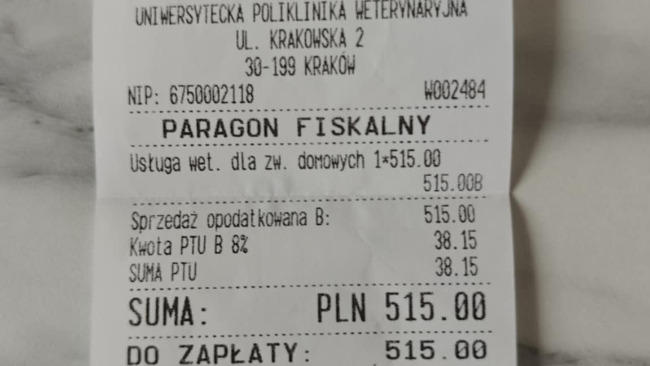 UNIWERSYTECKA POLIKLINIKA WETERYNARYJNA
UL. KRAKOWSKA 2
30-199 KRAKÓW
NIP: 6750002118 W002484
PARAGON FISKALNY
Usługa wet. dla zw. domowych 1*515.00
515.00B
Sprzedaż opodatkowana B: 515.00
Kwota PTU B 8% 38.15
SUMA PTU 38.15
SUMA: PLN 515.00
DO ZAPŁATY: 515.00